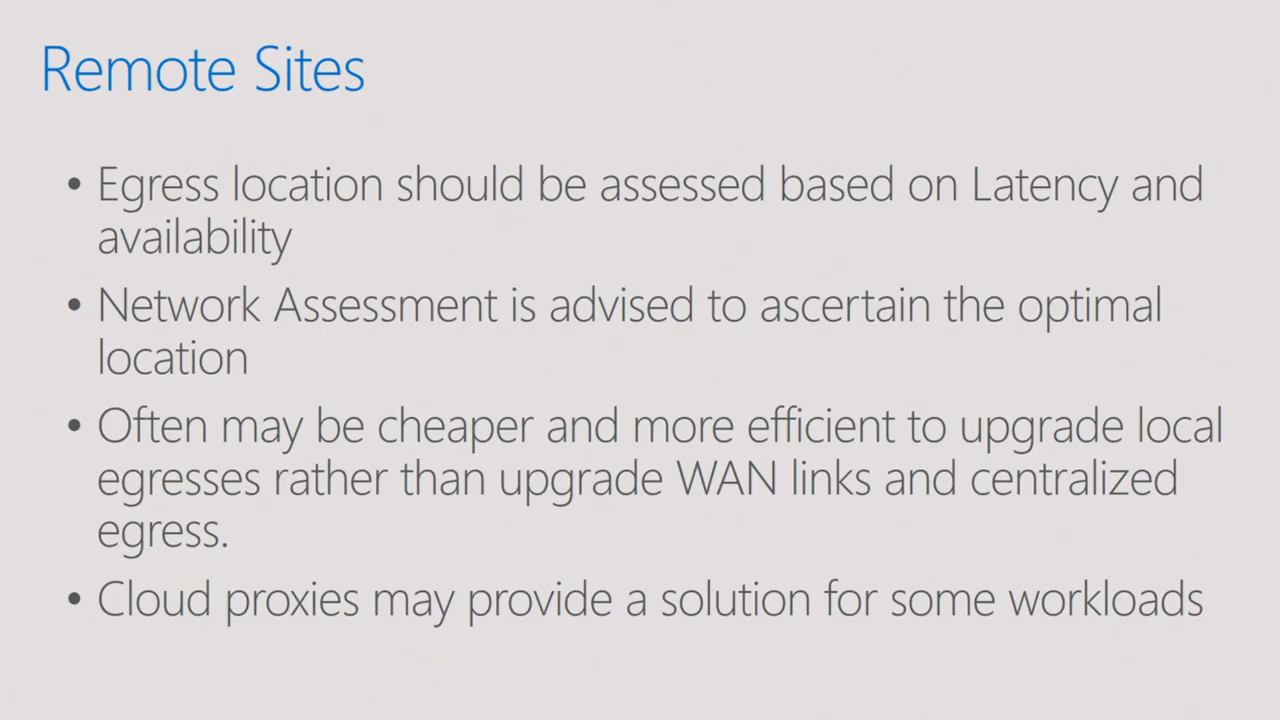 Remote Sites
• Egress location should be assessed based on Latency and
availability
• Network Assessment is advised to ascertain the optimal
location
• Often may be cheaper and more efficient to upgrade local
egresses rather than upgrade WAN links and centralized
egress.
• Cloud proxies may provide a solution for some workloads